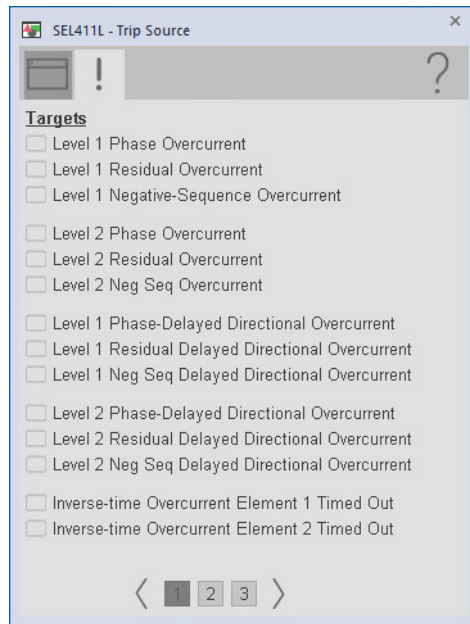 SEL411L - Trip Source
Targets
Level 1 Phase Overcurrent
Level 1 Residual Overcurrent
Level 1 Negative-Sequence Overcurrent
Level 2 Phase Overcurrent
Level 2 Residual Overcurrent
Level 2 Neg Seq Overcurrent
Level 1 Phase-Delayed Directional Overcurrent
Level 1 Residual Delayed Directional Overcurrent
Level 1 Neg Seq Delayed Directional Overcurrent
Level 2 Phase-Delayed Directional Overcurrent
Level 2 Residual Delayed Directional Overcurrent
Level 2 Neg Seq Delayed Directional Overcurrent
Inverse-time Overcurrent Element 1 Timed Out
Inverse-time Overcurrent Element 2 Timed Out
1 2 3